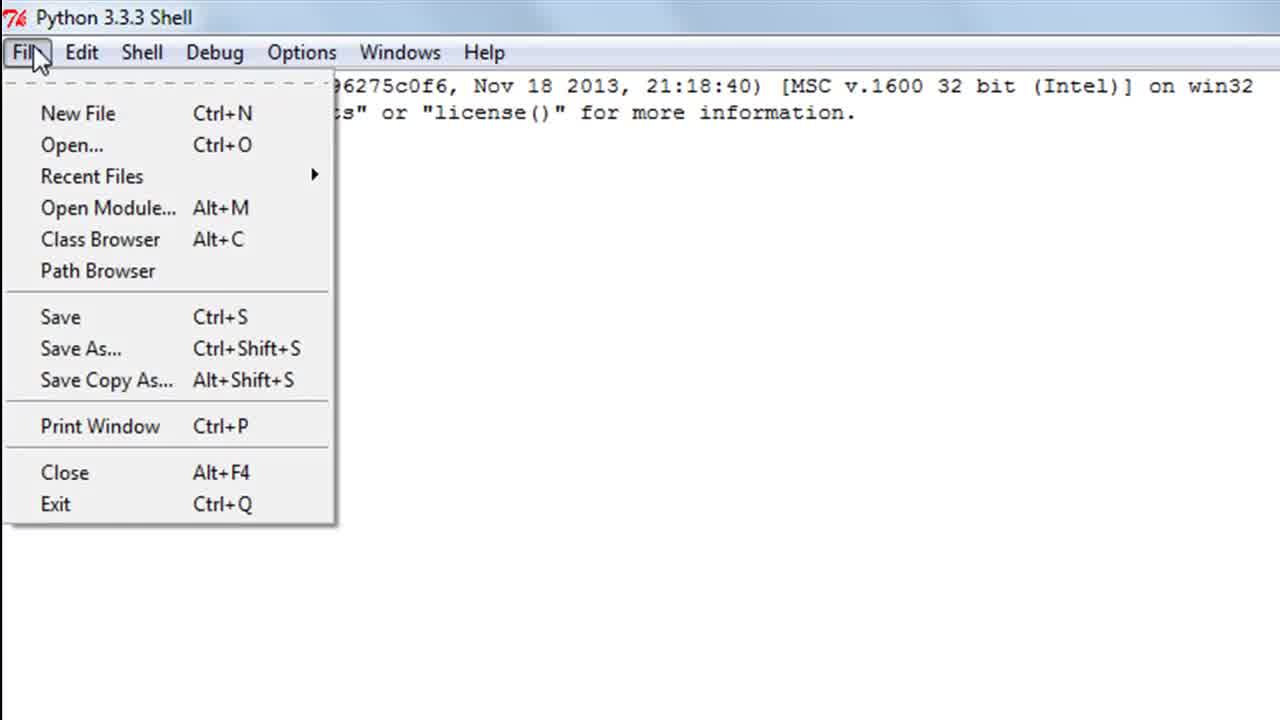 Python 3.3.3 Shell
File Edit Shell Debug Options Windows Help
96275c0f6, Nov 18 2013, 21:18:40) [MSC v.1600 32 bit (Intel)] on win32
ts" or "license()" for more information.
New File Ctrl+N
Open... Ctrl+O
Recent Files
Open Module... Alt+M
Class Browser Alt+C
Path Browser
Save Ctrl+S
Save As... Ctrl+Shift+S
Save Copy As... Alt+Shift+S
Print Window Ctrl+P
Close Alt+F4
Exit Ctrl+Q